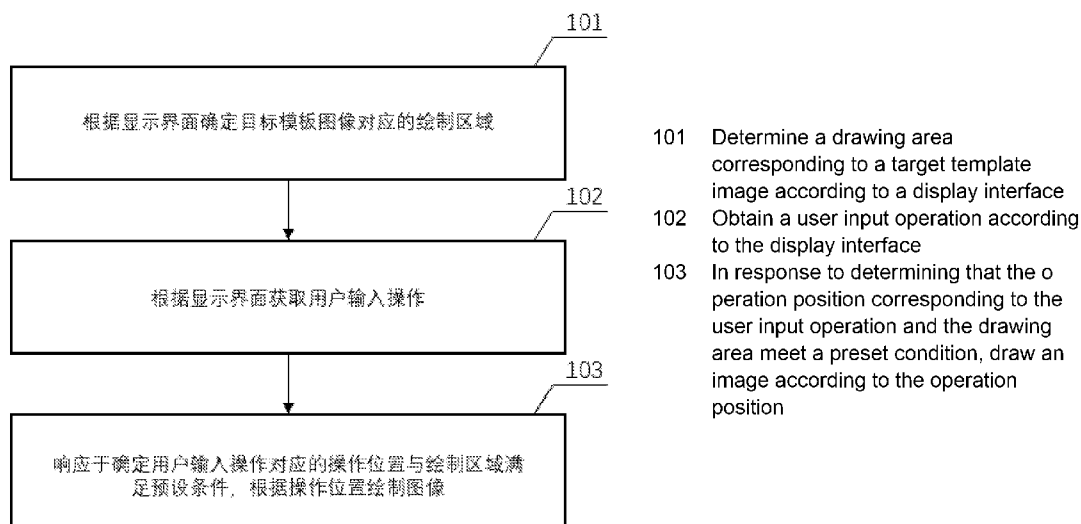 101
根据显示界面确定目标模板图像对应的绘制区域
102
根据显示界面获取用户输入操作
103
响应于确定用户输入操作对应的操作位置与绘制区域满
足预设条件，根据操作位置绘制图像
101 Determine a drawing area
corresponding to a target template
image according to a display interface
102 Obtain a user input operation according
to the display interface
103 In response to determining that the o
peration position corresponding to the
user input operation and the drawing
area meet a preset condition, draw an
image according to the operation
position